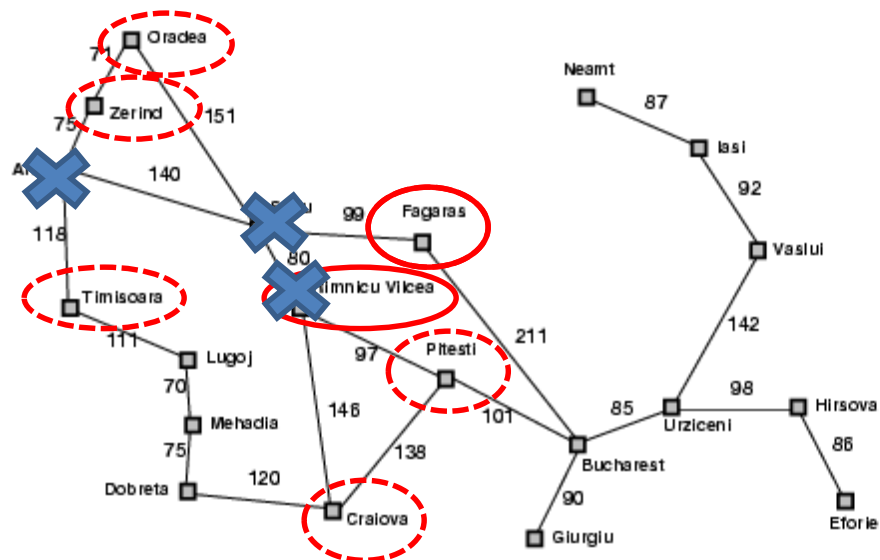 Oradea
71
Neamt
87
Zerind
151
75
Iasi
140
92
99
Fagaras
118
80
Vaslui
Timisoara
Vilcea
142
111
211
97
Pitesti
Lugoj
70
98
Hirsova
146
101
85
Urziceni
Mehadia
75
138
86
Bucharest
Dobreta
120
90
Craiova
Eforie
Giurgiu